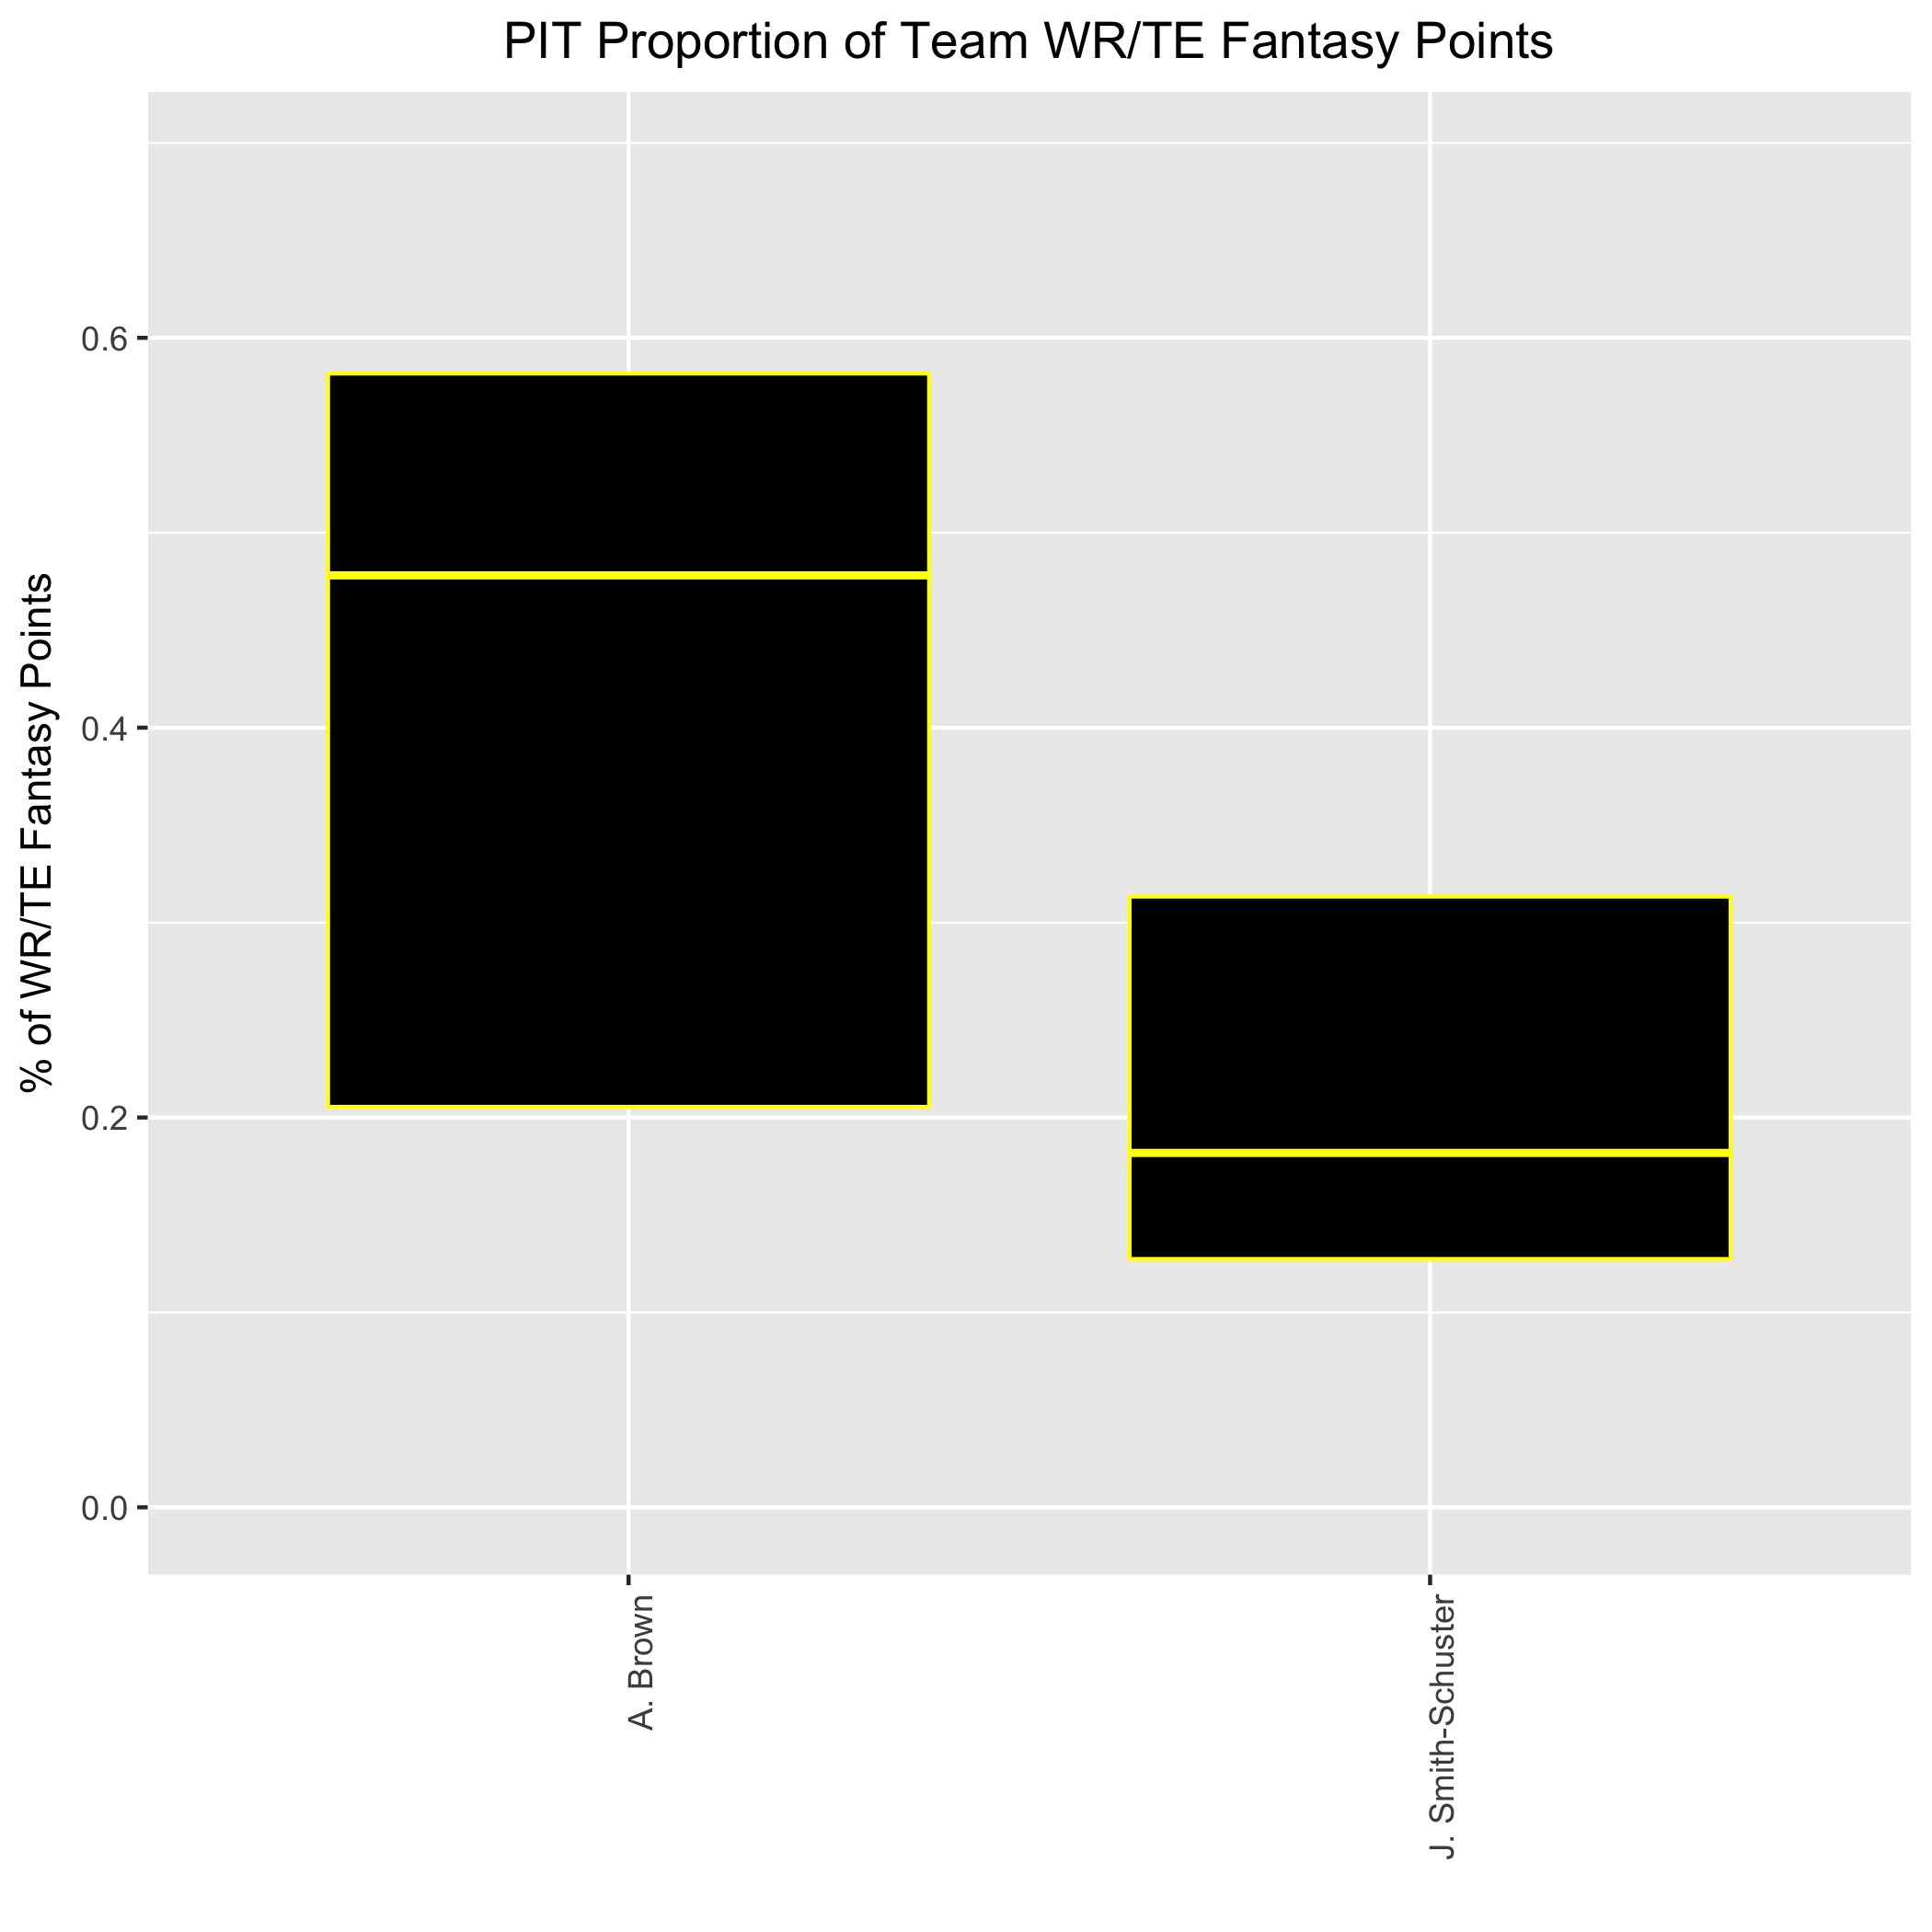 PIT Proportion of Team WR/TE Fantasy Points
% of WR/TE Fantasy Points
0.6
0.4
0.2
0.0
A. Brown
J. Smith-Schuster